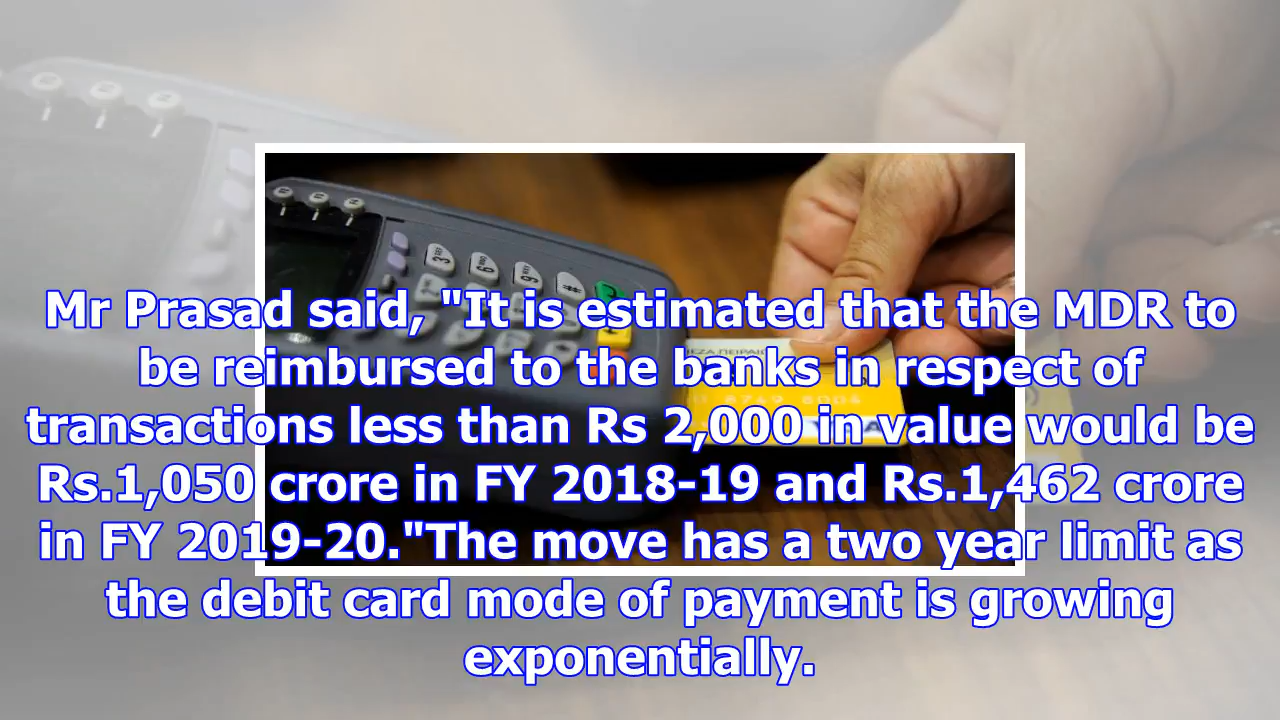 Mr Prasad said, "It is estimated that the MDR to
be reimbursed to the banks in respect of
transactions less than Rs 2,000 in value would be
Rs.1,050 crore in FY 2018-19 and Rs.1,462 crore
in FY 2019-20."The move has a two year limit as
the debit card mode of payment is growing
exponentially.